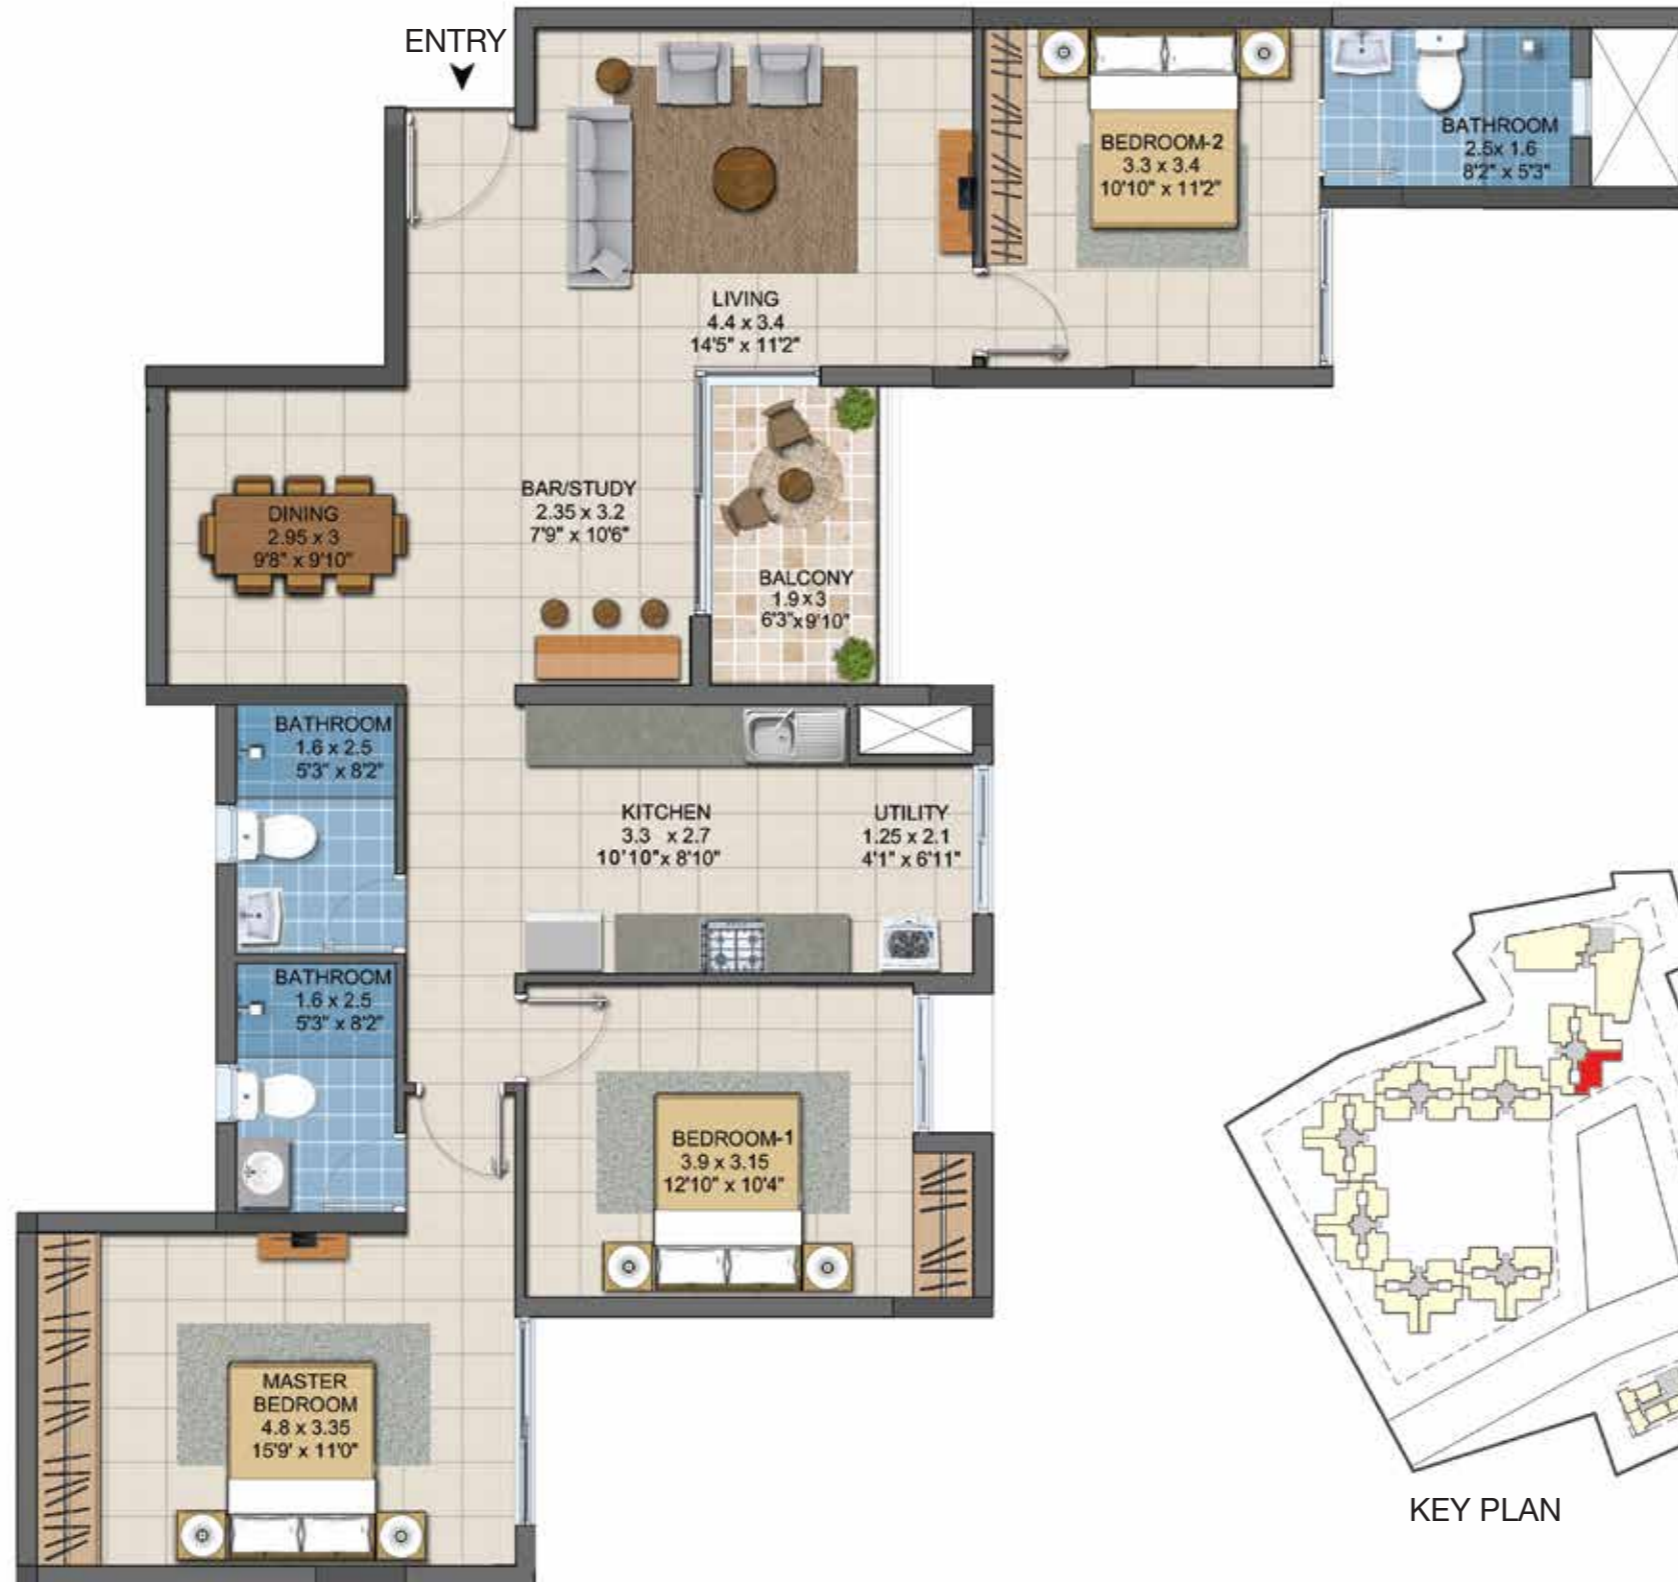 ENTRY
BEDROOM-2
3.3 x 3.4
10'10" x 11'2"
BATHROOM
2.5x 1.6
8'2" x 5'3"
LIVING
4.4 x 3.4
14'5" x 11'2"
DINING
2.95 x 3
9'8" x 9'10"
BAR/STUDY
2.35 x 3.2
7'9" x 10'6"
BALCONY
1.9 x 3
6'3" x 9'10"
BATHROOM
1.6 x 2.5
5'3" x 8'2"
KITCHEN
3.3 x 2.7
10'10" x 8'10"
UTILITY
1.25 x 2.1
4'1" x 6'11"
BATHROOM
1.6 x 2.5
5'3" x 8'2"
BEDROOM-1
3.9 x 3.15
12'10" x 10'4"
MASTER
BEDROOM
4.8 x 3.35
15'9' x 11'0"
KEY PLAN